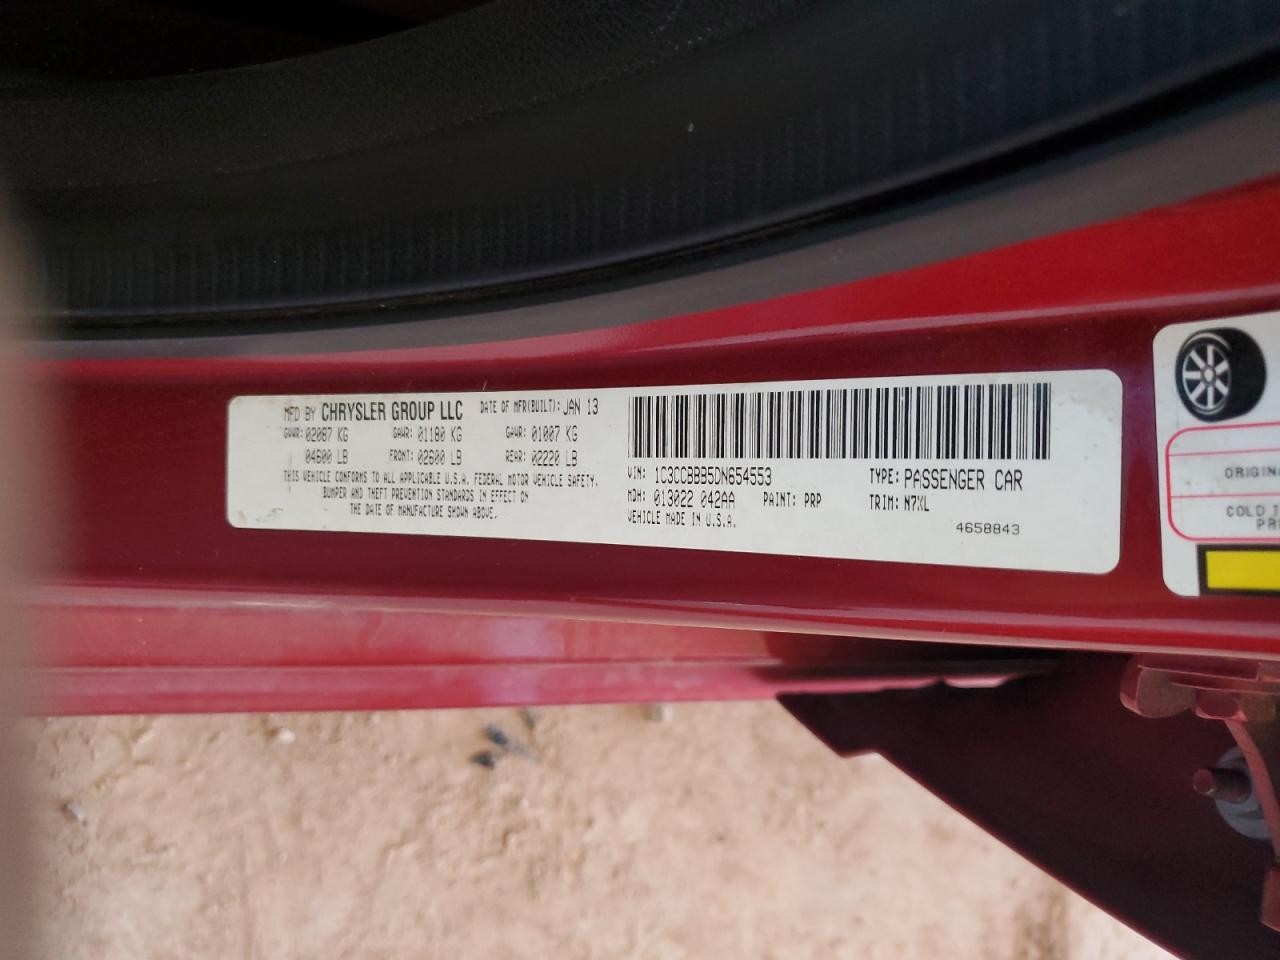 MFD BY CHRYSLER GROUP LLC DATE OF MFR(BUILT): JAN 13
GVWR: 02087 KG GAWR: 01180 KG GAWR: 01007 KG
04600 LB FRONT: 02600 LB REAR: 02220 LB
THIS VEHICLE CONFORMS TO ALL APPLICABLE U.S.A. FEDERAL MOTOR VEHICLE SAFETY,
BUMPER AND THEFT PREVENTION STANDARDS IN EFFECT ON
THE DATE OF MANUFACTURE SHOWN ABOVE.
VIN: 1C3CCBBB5DN654553 TYPE: PASSENGER CAR
MDH: 013022 042AA PAINT: PRP TRIM: N7XL
VEHICLE MADE IN U.S.A. 4658843
ORIGINA
COLD T
PRE